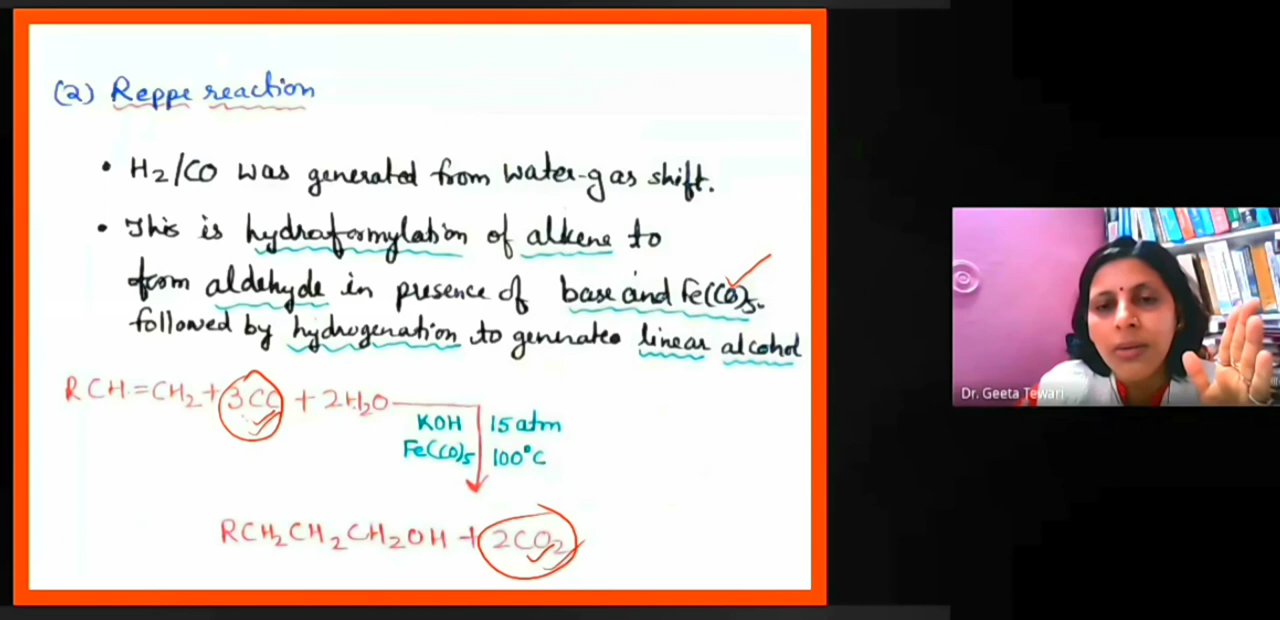 (2) Reppe reaction
• H2/CO was generated from water-gas shift.
• This is hydroformylation of alkene to
form aldehyde in presence of base and Fe(CO)5.
followed by hydrogenation to generate linear alcohol
RCH=CH2+3CO + 2H2O
KOH 15 atm
Fe(CO)5 100°C
RCH2CH2CH2OH + 2CO2
Dr. Geeta Tewari